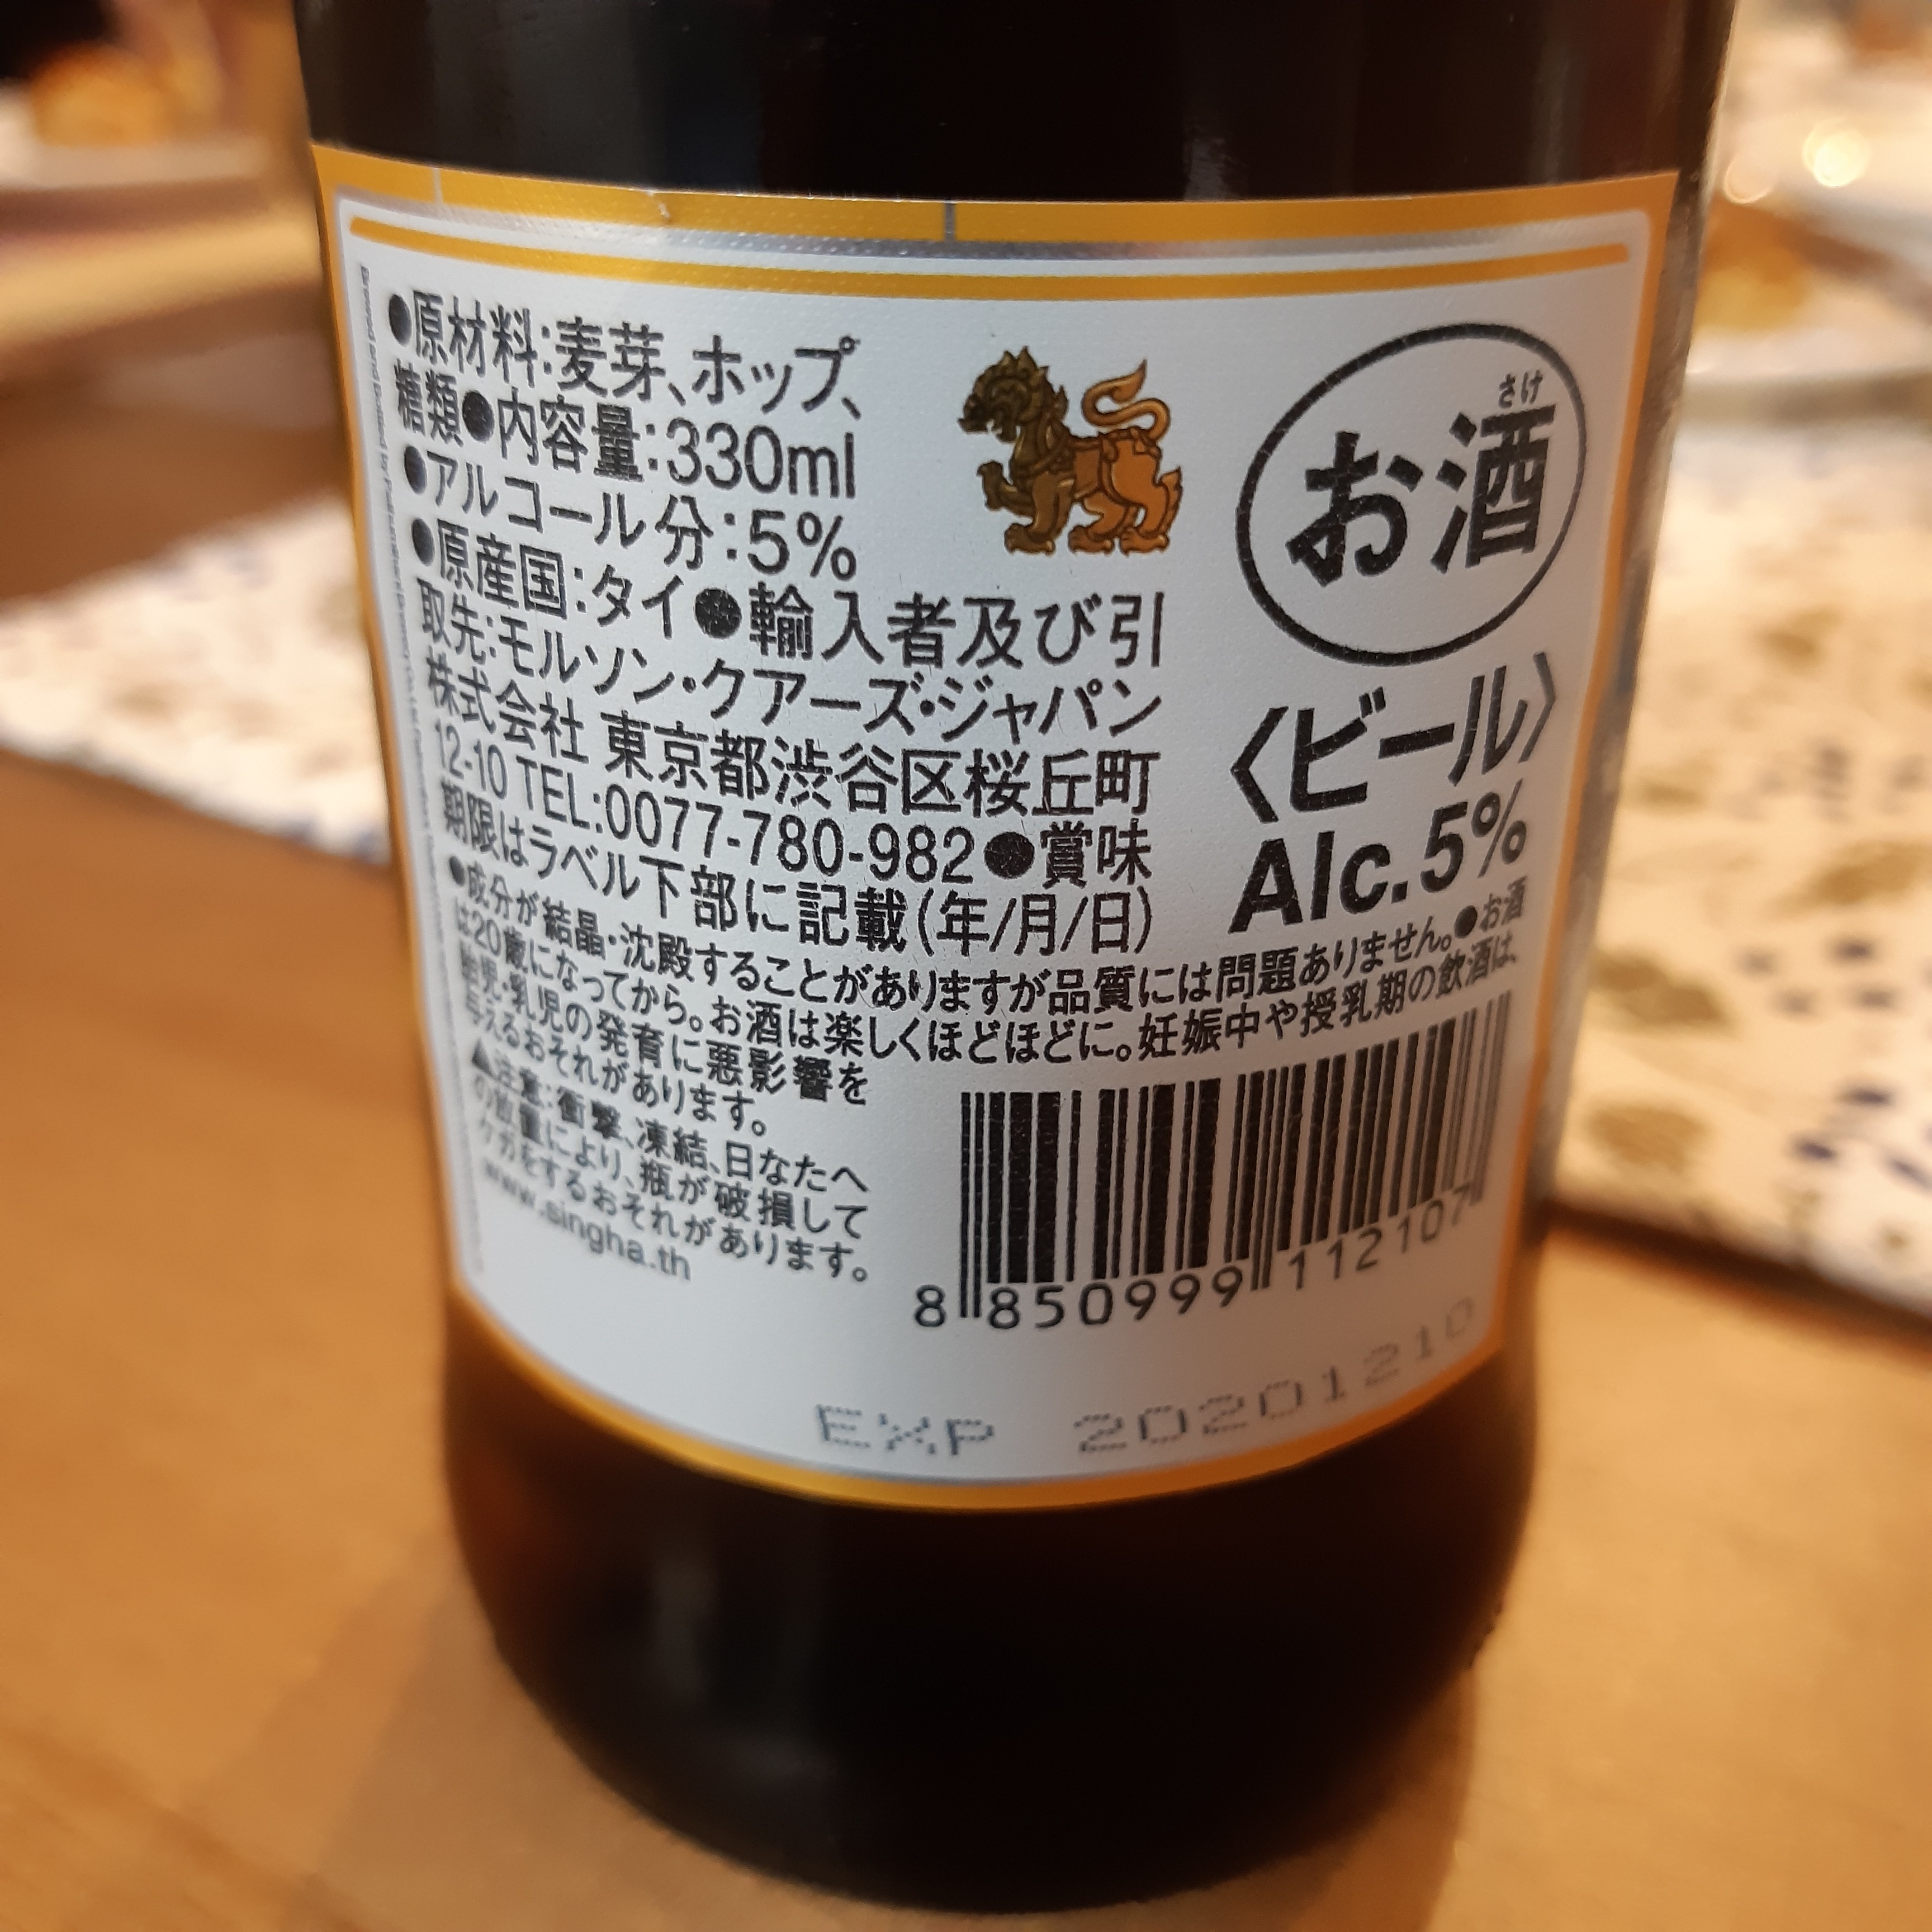 ●原材料:麦芽、ホップ、
糖類●内容量:330ml
●アルコール分:5%
●原産国:タイ●輸入者及び引
取先:モルソン・クアーズ・ジャパン
株式会社 東京都渋谷区桜丘町
12-10 TEL:0077-780-982●賞味
期限はラベル下部に記載(年/月/日)
さけ
お酒
〈ビール〉
Alc.5%
●成分が結晶・沈殿することがありますが品質には問題ありません。●お酒
は20歳になってから。お酒は楽しくほどほどに。妊娠中や授乳期の飲酒は、
胎児・乳児の発育に悪影響を
与えるおそれがあります。
▲注意:衝撃、凍結、日なたへ
の放置により、瓶が破損して
ケガをするおそれがあります。
www.singha.th
8 850999 112107
EXP 20201210